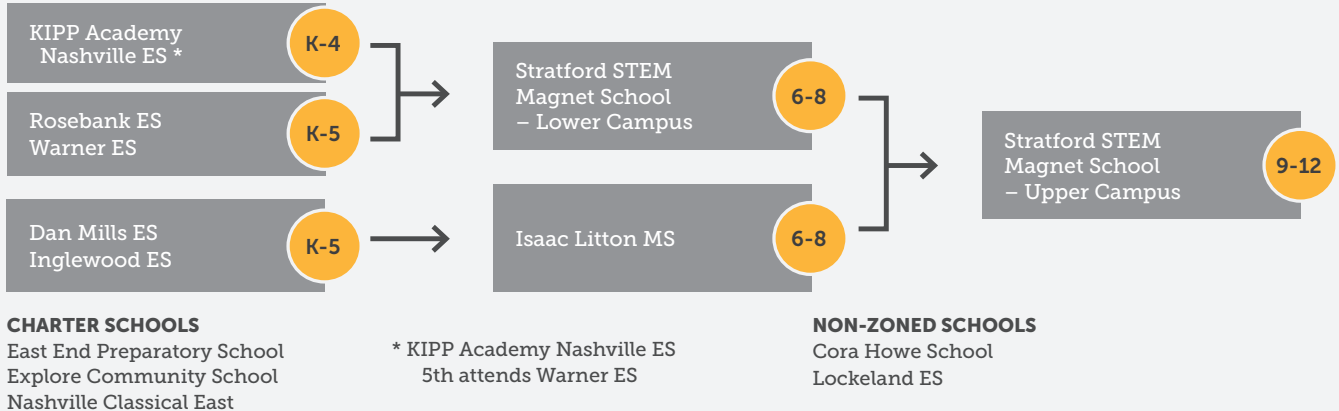 KIPP Academy
Nashville ES *
K-4
Rosebank ES
Warner ES
K-5
Dan Mills ES
Inglewood ES
K-5
Stratford STEM
Magnet School
– Lower Campus
6-8
Isaac Litton MS
6-8
Stratford STEM
Magnet School
– Upper Campus
9-12
CHARTER SCHOOLS
East End Preparatory School
Explore Community School
Nashville Classical East
* KIPP Academy Nashville ES
5th attends Warner ES
NON-ZONED SCHOOLS
Cora Howe School
Lockeland ES